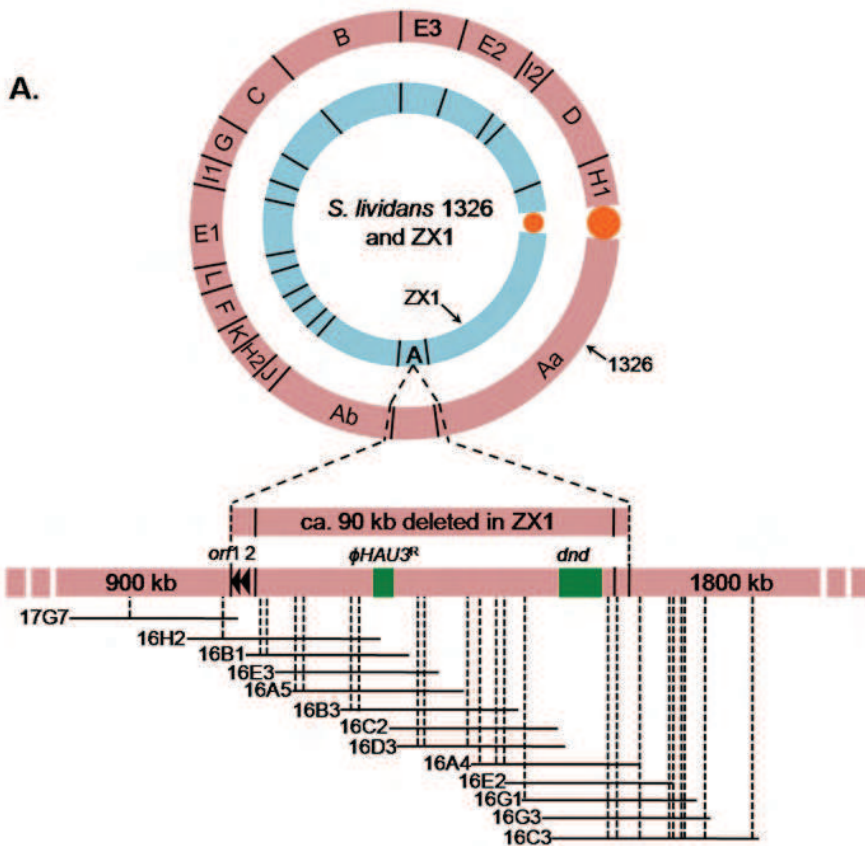 A.
B
E3
E2
I2
D
H1
C
G
I1
E1
L
F
K
H2
J
Ab
Aa
S. lividans 1326
and ZX1
ZX1
1326
A
ca. 90 kb deleted in ZX1
orf1 2
ϕHAU3ᴿ
dnd
900 kb
1800 kb
17G7
16H2
16B1
16E3
16A5
16B3
16C2
16D3
16A4
16E2
16G1
16G3
16C3